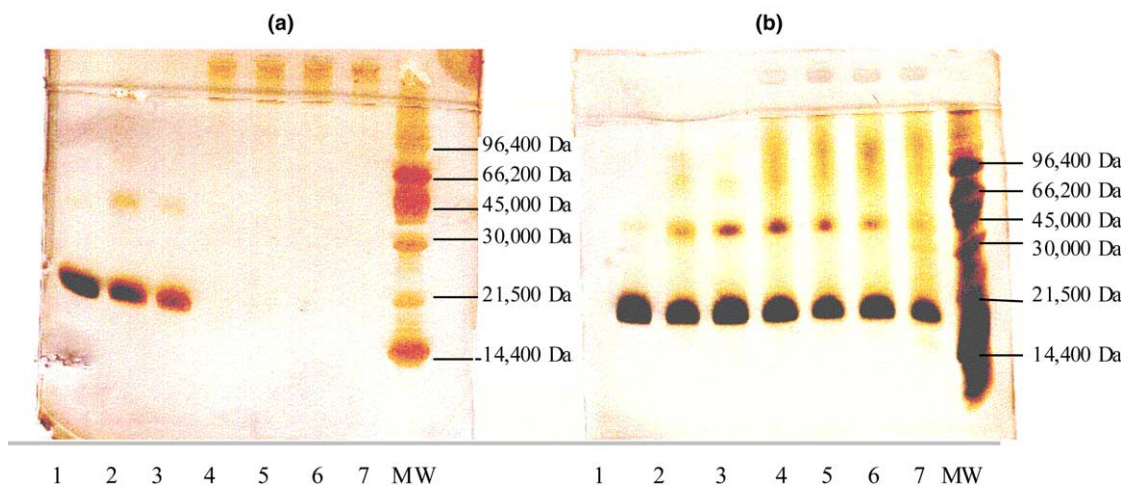 (a)
(b)
96,400 Da
66,200 Da
45,000 Da
30,000 Da
21,500 Da
14,400 Da
96,400 Da
66,200 Da
45,000 Da
30,000 Da
21,500 Da
14,400 Da
1 2 3 4 5 6 7 MW
1 2 3 4 5 6 7 MW